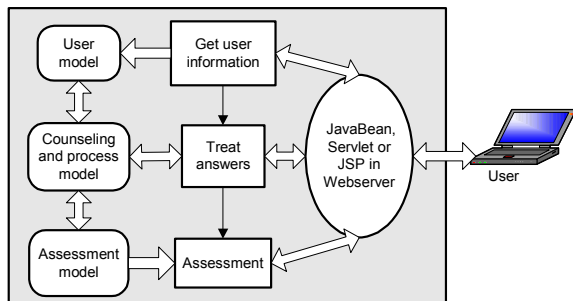 User
model
Get user
information
Counseling
and process
model
Treat
answers
JavaBean,
Servlet or
JSP in
Webserver
User
Assessment
model
Assessment